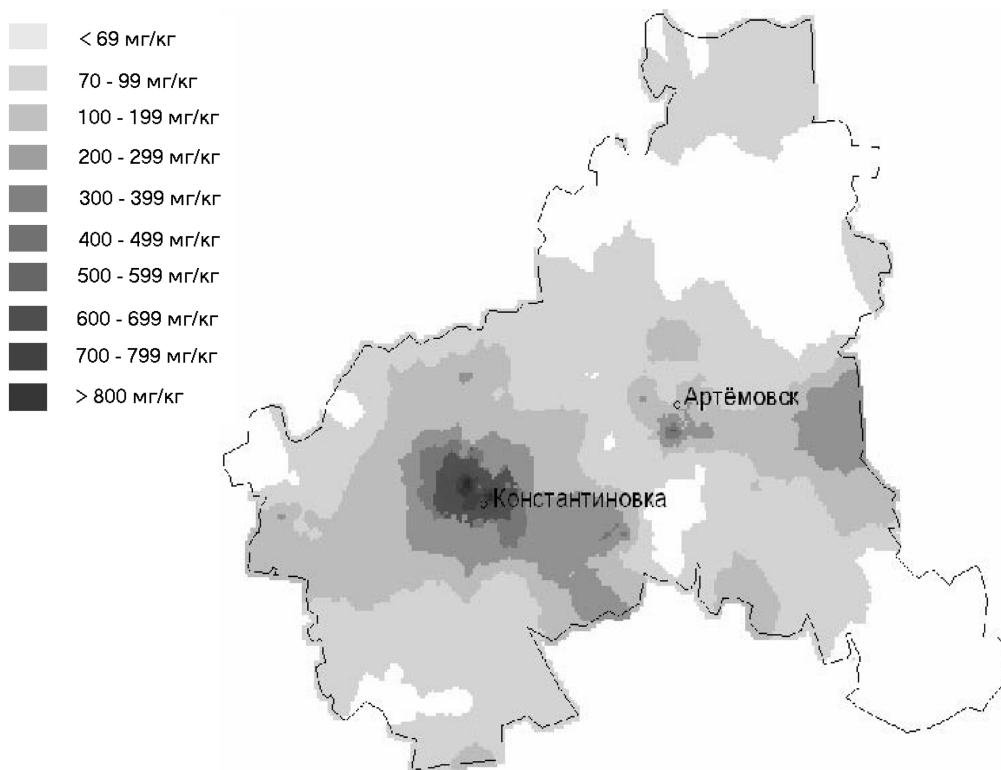 < 69 мг/кг
70 - 99 мг/кг
100 - 199 мг/кг
200 - 299 мг/кг
300 - 399 мг/кг
400 - 499 мг/кг
500 - 599 мг/кг
600 - 699 мг/кг
700 - 799 мг/кг
> 800 мг/кг
Артёмовск
Константиновка